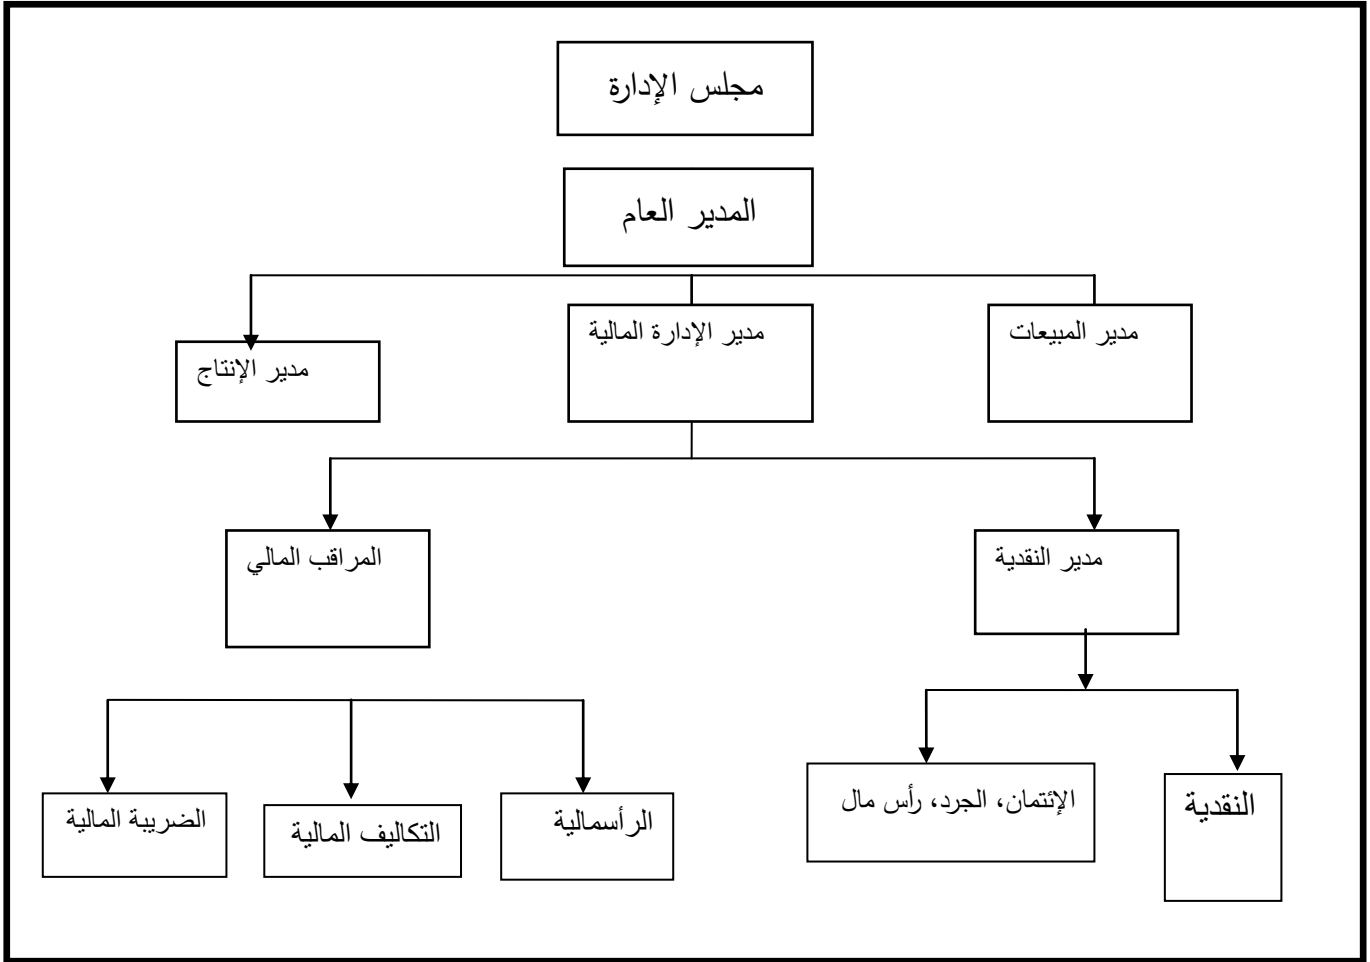 مجلس الإدارة
المدير العام
مدير المبيعات
مدير الإدارة المالية
مدير الإنتاج
مدير النقدية
المراقب المالي
النقدية
الإئتمان، الجرد، رأس مال
الرأسمالية
التكاليف المالية
الضريبة المالية